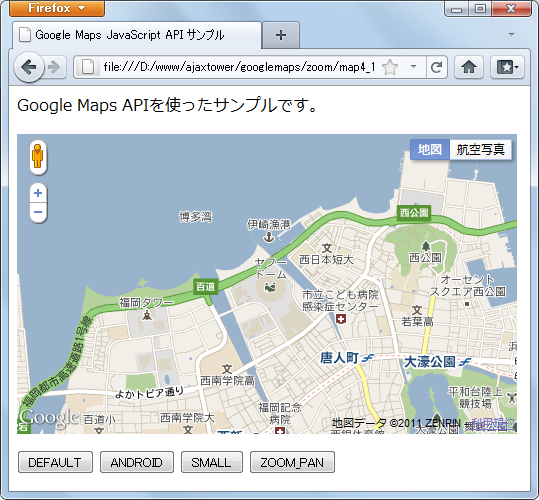 Firefox
Google Maps JavaScript API サンプル
file:///D:/www/ajaxtower/googlemaps/zoom/map4_1
Google Maps APIを使ったサンプルです。
地図 航空写真
博多湾
伊崎漁港
西公園
西日本短大
西公園
ヤフードーム
百道
福岡タワー
市立こども病院
感染症センター
オーセント
スクエア西公園
若葉高
福岡都市高速道路1号線
唐人町
大濠公園
よかトピア通り
西南学院高
平和台陸上
競技場
百道小
西南学院大
福岡記念
病院
Google
地図データ ©2011 ZENRIN -
DEFAULT
ANDROID
SMALL
ZOOM_PAN